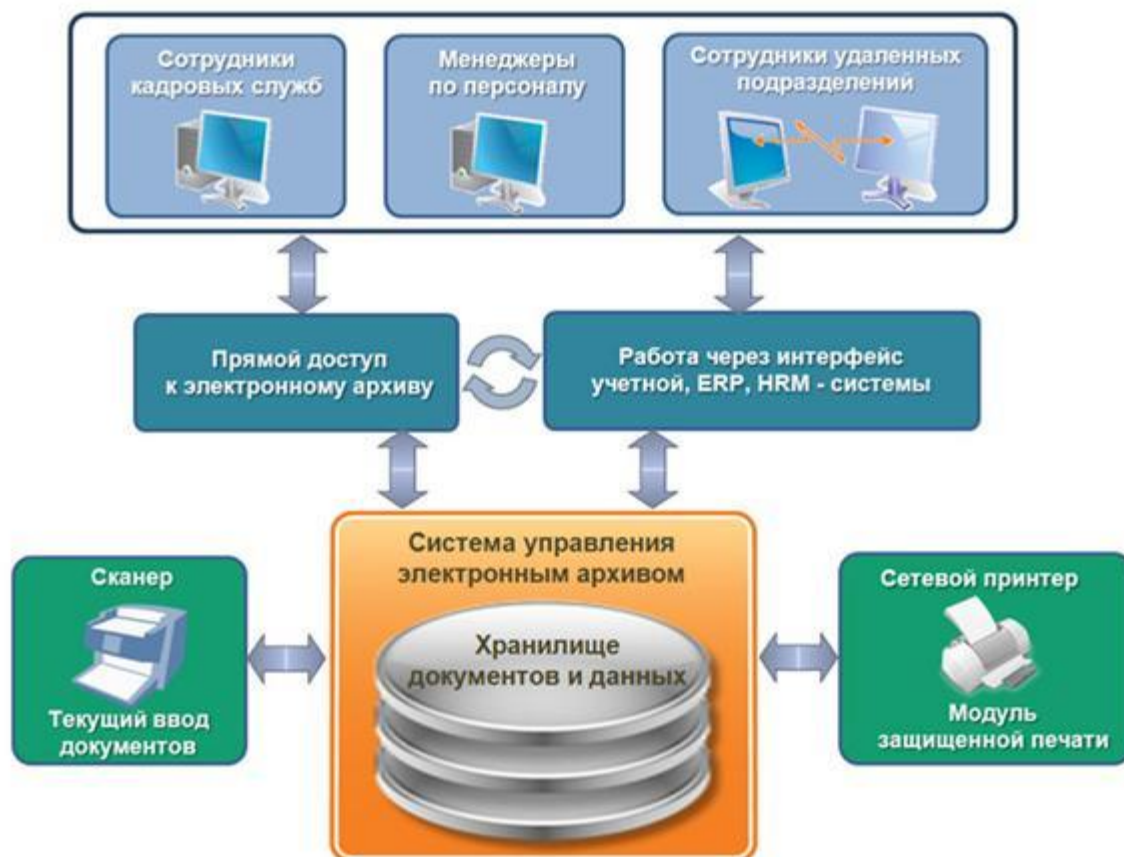 Сотрудники
кадровых служб
Менеджеры
по персоналу
Сотрудники удаленных
подразделений
Прямой доступ
к электронному архиву
Работа через интерфейс
учетной, ERP, HRM - системы
Система управления
электронным архивом
Хранилище
документов и данных
Сканер
Текущий ввод
документов
Сетевой принтер
Модуль
защищенной печати